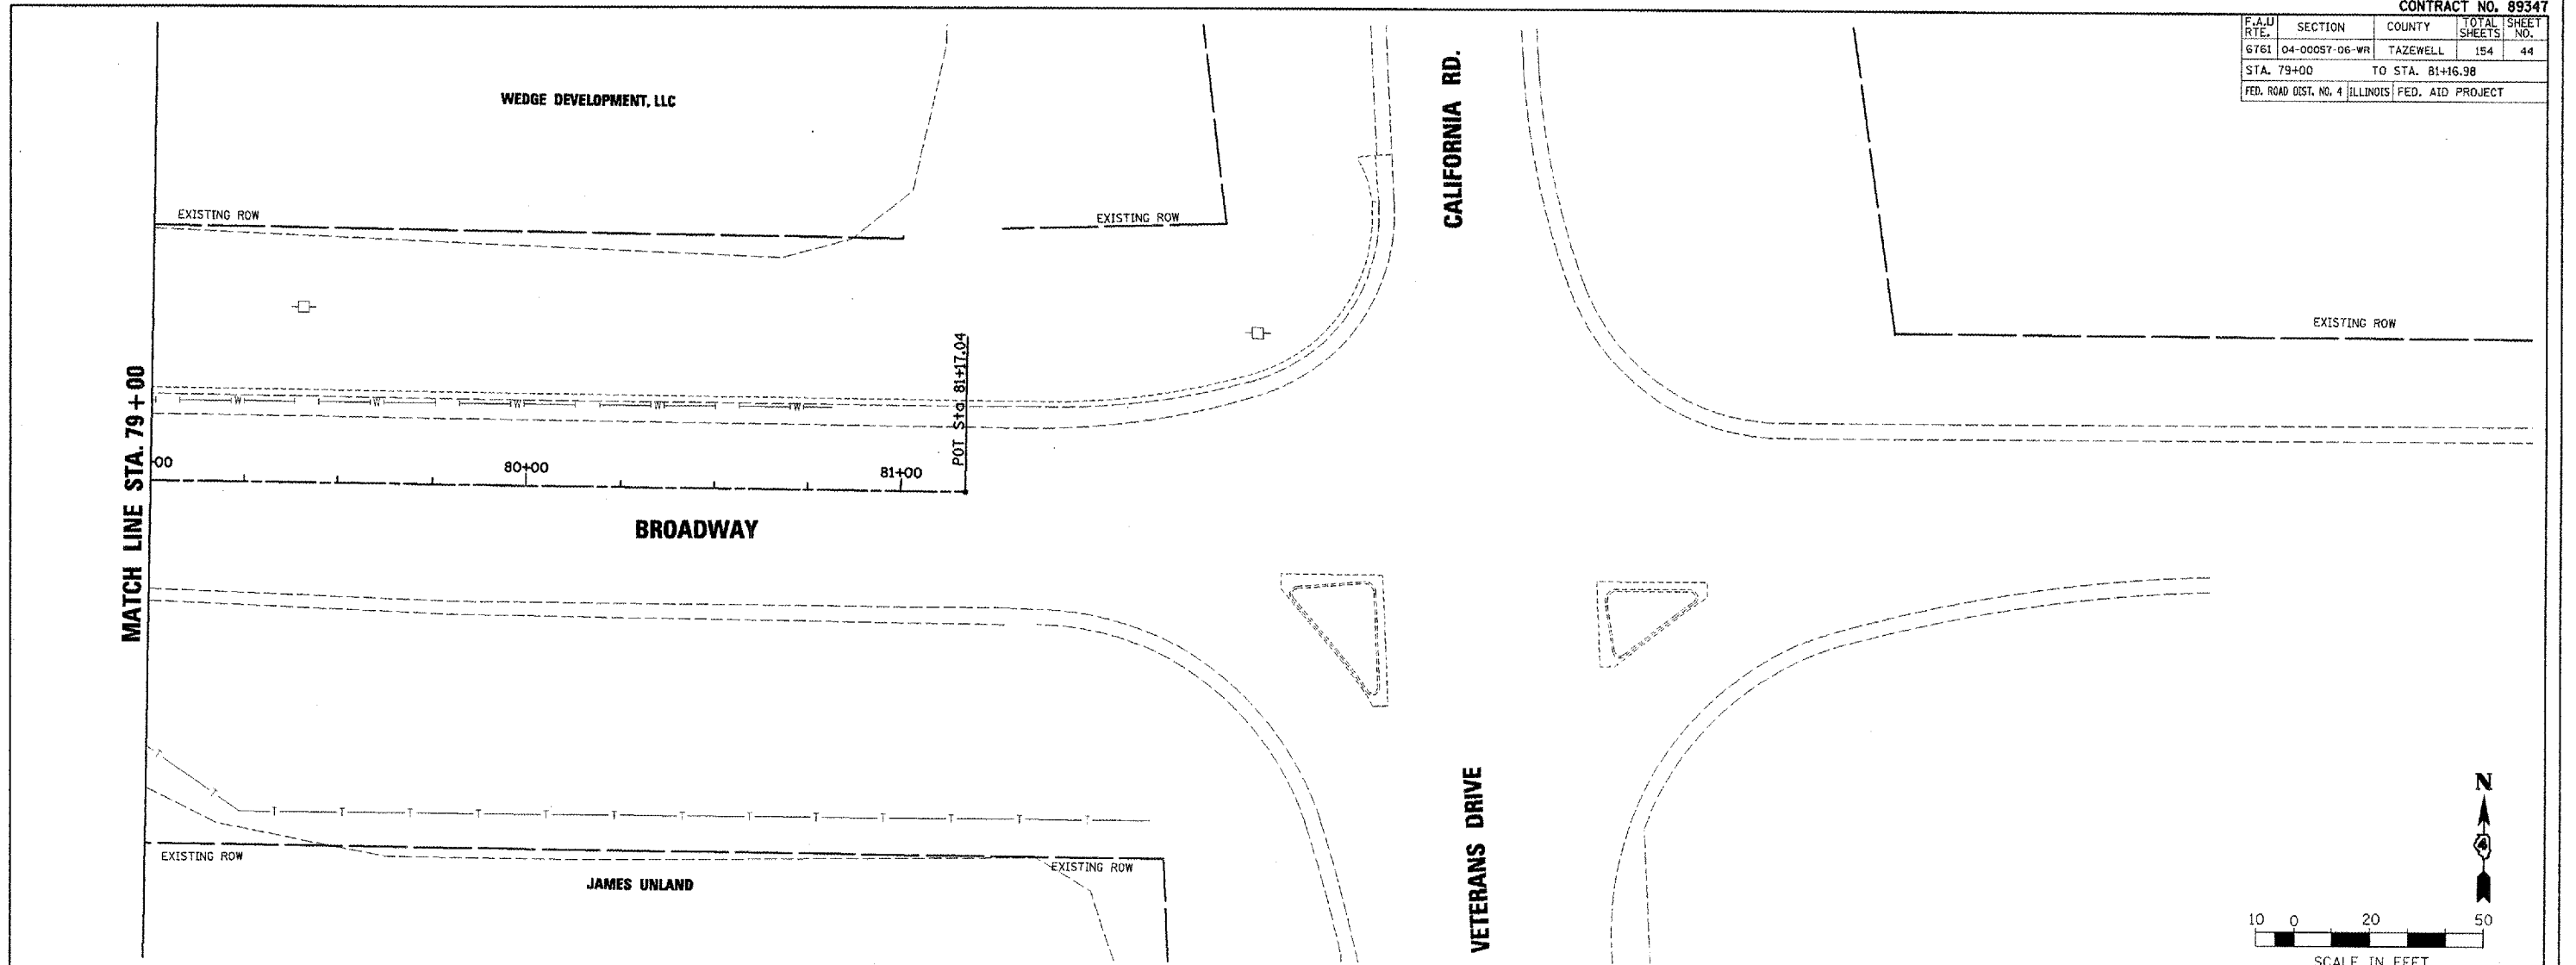 CONTRACT NO. 89347
F.A.U RTE. SECTION COUNTY TOTAL SHEETS SHEET NO.
6761 04-00057-06-WR TAZEWELL 154 44
STA. 79+00 TO STA. 81+16.98
FED. ROAD DIST. NO. 4 ILLINOIS FED. AID PROJECT
WEDGE DEVELOPMENT, LLC
CALIFORNIA RD.
EXISTING ROW
EXISTING ROW
EXISTING ROW
MATCH LINE STA. 79+00
W W W W W
POT Sta 81+17.04
00 80+00 81+00
BROADWAY
T T T T T T T T T T T T T T T
EXISTING ROW
EXISTING ROW
JAMES UNLAND
VETERANS DRIVE
N
4
10 0 20 50
SCALE IN FEET